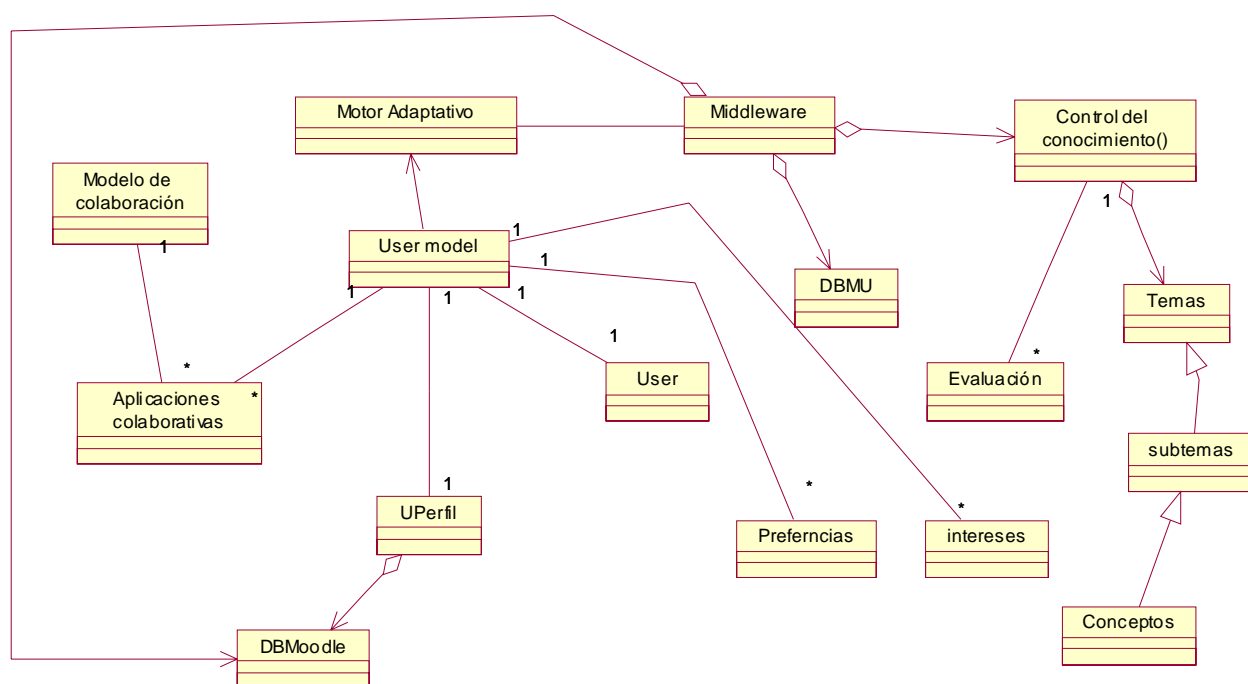 Motor Adaptativo
Middleware
Control del
conocimiento()
Modelo de
colaboración
1
User model
1
1
1
1
1
1
DBMU
Temas
1
*
*
Aplicaciones
colaborativas
*
User
Evaluación
*
subtemas
1
UPerfil
*
Preferncias
*
intereses
Conceptos
DBMoodle